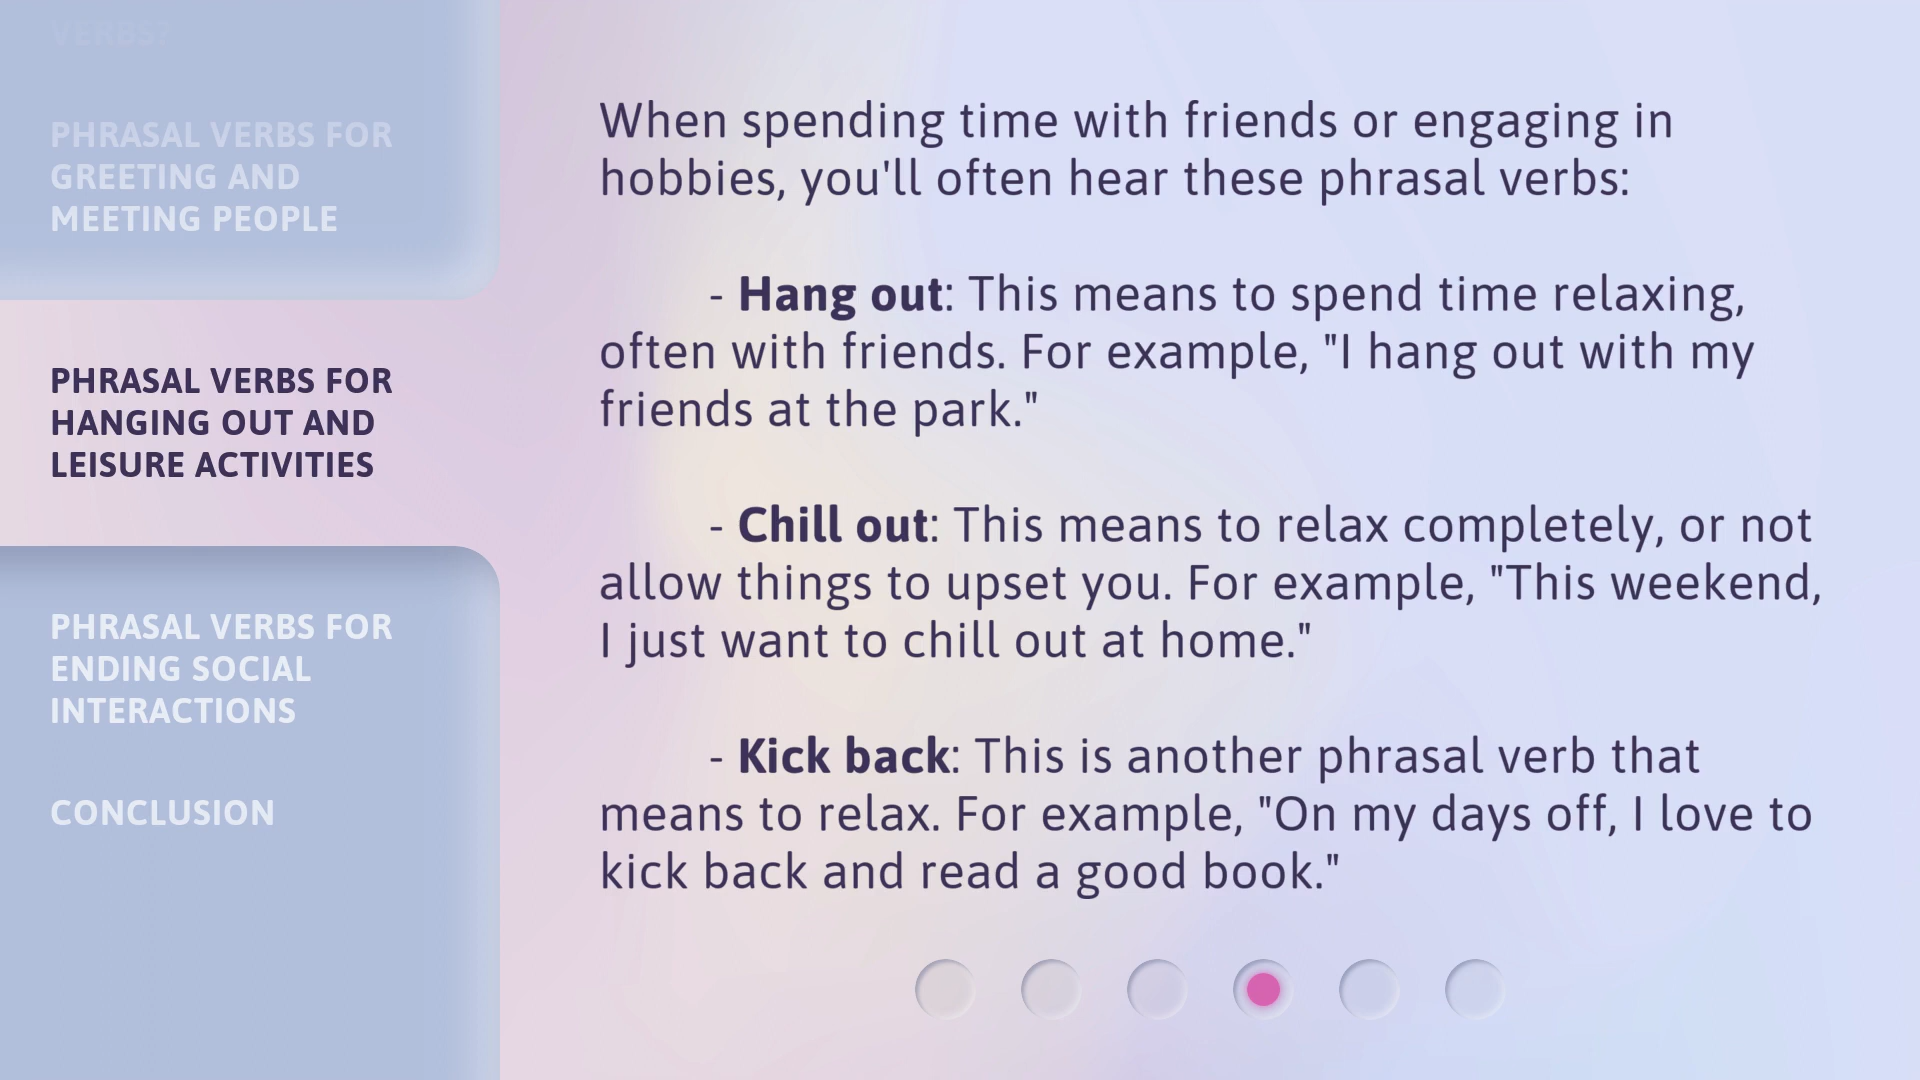 VERBS?
PHRASAL VERBS FOR
GREETING AND
MEETING PEOPLE
PHRASAL VERBS FOR
HANGING OUT AND
LEISURE ACTIVITIES
PHRASAL VERBS FOR
ENDING SOCIAL
INTERACTIONS
CONCLUSION
When spending time with friends or engaging in
hobbies, you'll often hear these phrasal verbs:
- Hang out: This means to spend time relaxing,
often with friends. For example, "I hang out with my
friends at the park."
- Chill out: This means to relax completely, or not
allow things to upset you. For example, "This weekend,
I just want to chill out at home."
- Kick back: This is another phrasal verb that
means to relax. For example, "On my days off, I love to
kick back and read a good book."